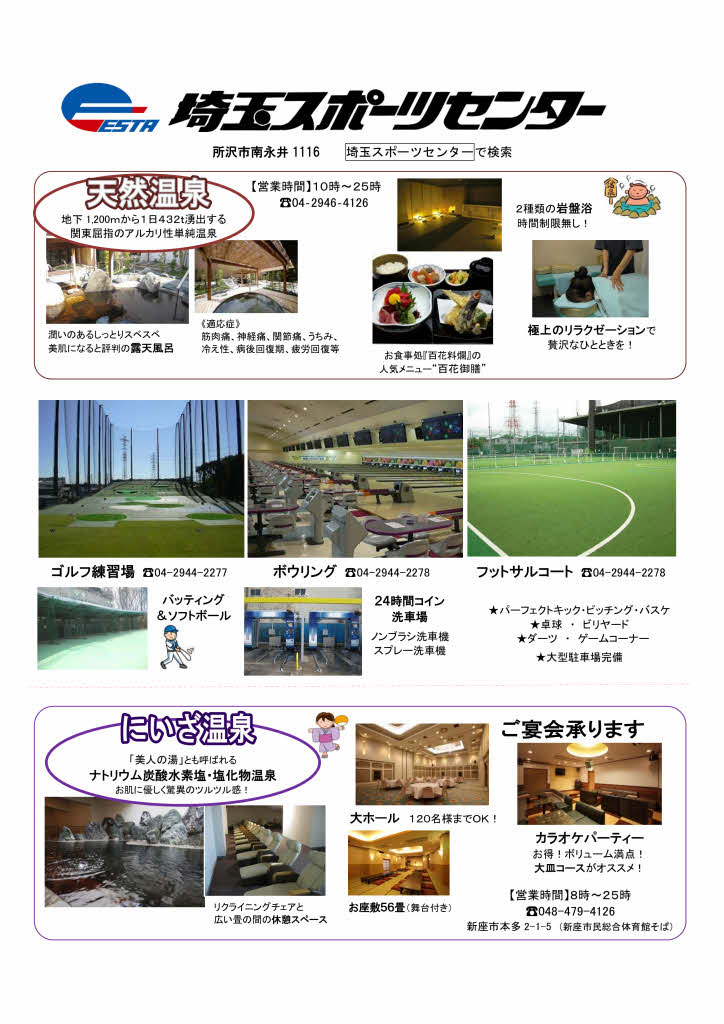 ESTA
埼玉スポーツセンター
所沢市南永井 1116 埼玉スポーツセンターで検索
天然温泉
地下 1,200mから1日432t湧出する
関東屈指のアルカリ性単純温泉
【営業時間】10時～25時
☎04-2946-4126
2種類の岩盤浴
時間制限無し！
潤いのあるしっとりスベスベ
美肌になると評判の露天風呂
《適応症》
筋肉痛、神経痛、関節痛、うちみ、
冷え性、病後回復期、疲労回復等
お食事処『百花料爛』の
人気メニュー“百花御膳”
極上のリラクゼーションで
贅沢なひとときを！
ゴルフ練習場 ☎04-2944-2277
ボウリング ☎04-2944-2278
フットサルコート ☎04-2944-2278
バッティング
＆ソフトボール
24時間コイン
洗車場
ノンブラシ洗車機
スプレー洗車機
★パーフェクトキック・ピッチング・バスケ
★卓球 ・ ビリヤード
★ダーツ ・ ゲームコーナー
★大型駐車場完備
にいざ温泉
「美人の湯」とも呼ばれる
ナトリウム炭酸水素塩・塩化物温泉
お肌に優しく驚異のツルツル感！
リクライニングチェアと
広い畳の間の休憩スペース
大ホール 120名様までOK！
お座敷56畳（舞台付き）
ご宴会承ります
カラオケパーティー
お得！ボリューム満点！
大皿コースがオススメ！
【営業時間】8時～25時
☎048-479-4126
新座市本多 2-1-5 （新座市民総合体育館そば）